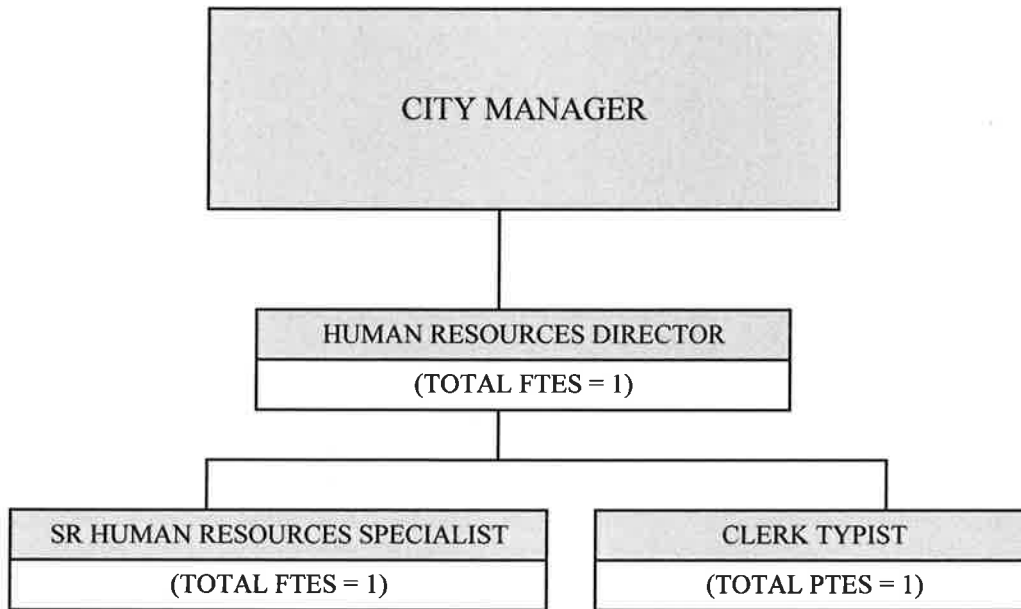 CITY MANAGER
HUMAN RESOURCES DIRECTOR
(TOTAL FTES = 1)
SR HUMAN RESOURCES SPECIALIST
(TOTAL FTES = 1)
CLERK TYPIST
(TOTAL PTES = 1)